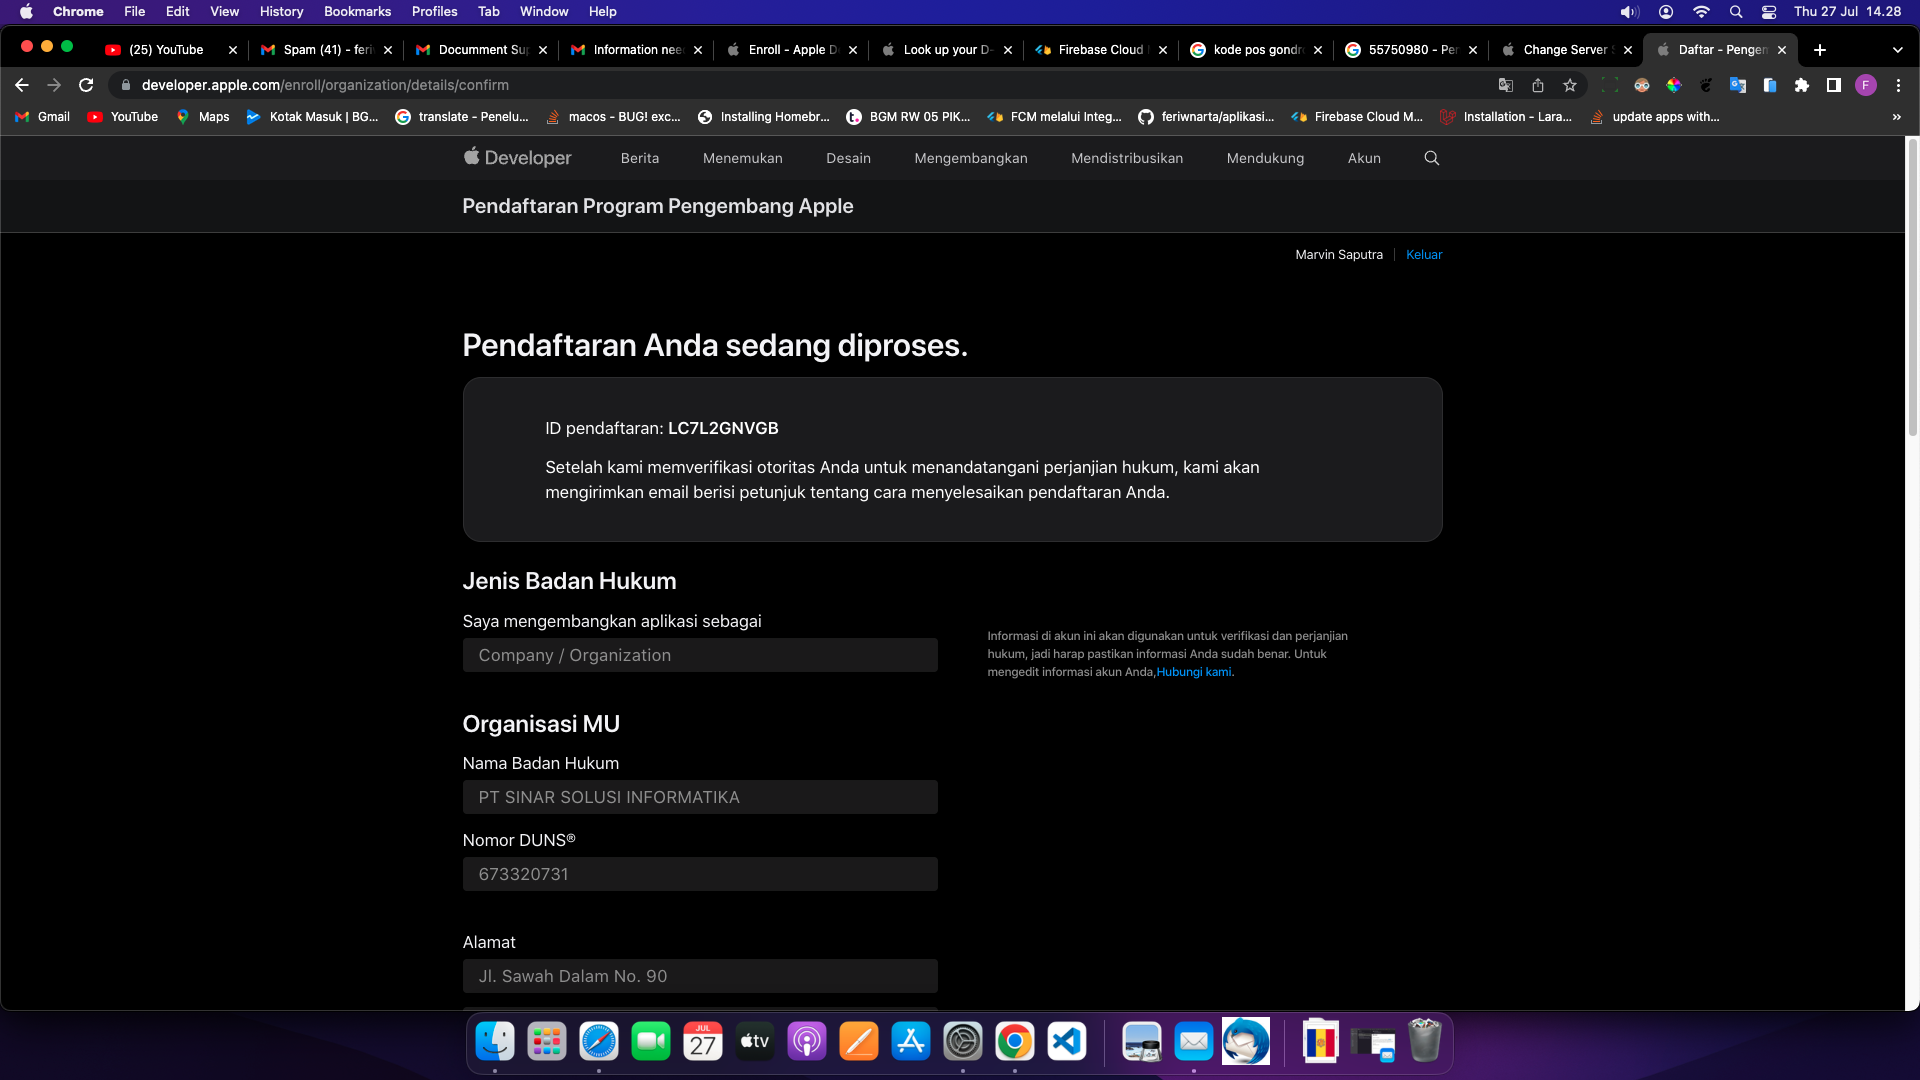 Chrome File Edit View History Bookmarks Profiles Tab Window Help Thu 27 Jul 14.28
(25) YouTube Spam (41) - feri Documment Su Information nee Enroll - Apple D Look up your D- Firebase Cloud kode pos gondr 55750980 - Pe Change Server S Daftar - Pengem
developer.apple.com/enroll/organization/details/confirm F
Gmail YouTube Maps Kotak Masuk | BG... translate - Penelu... macos - BUG! exc... Installing Homebr... BGM RW 05 PIK... FCM melalui Integ... feriwnarta/aplikasi... Firebase Cloud M... Installation - Lara... update apps with... »
Developer Berita Menemukan Desain Mengembangkan Mendistribusikan Mendukung Akun
Pendaftaran Program Pengembang Apple
Marvin Saputra Keluar
Pendaftaran Anda sedang diproses.
ID pendaftaran: LC7L2GNVGB
Setelah kami memverifikasi otoritas Anda untuk menandatangani perjanjian hukum, kami akan
mengirimkan email berisi petunjuk tentang cara menyelesaikan pendaftaran Anda.
Jenis Badan Hukum
Saya mengembangkan aplikasi sebagai
Company / Organization
Informasi di akun ini akan digunakan untuk verifikasi dan perjanjian
hukum, jadi harap pastikan informasi Anda sudah benar. Untuk
mengedit informasi akun Anda,Hubungi kami.
Organisasi MU
Nama Badan Hukum
PT SINAR SOLUSI INFORMATIKA
Nomor DUNS®
673320731
Alamat
Jl. Sawah Dalam No. 90
JUL
27
tv